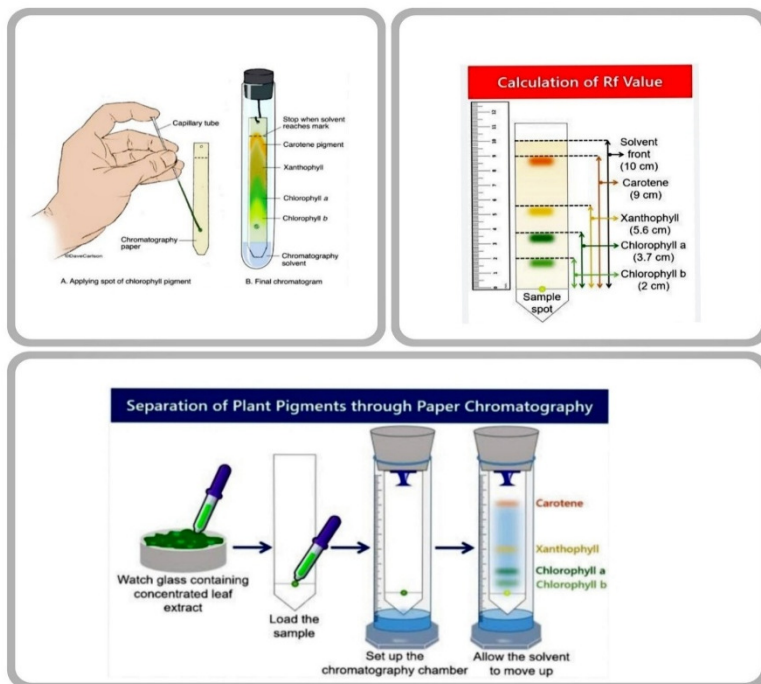 Capillary tube
Chromatography
paper
A. Applying spot of chlorophyll pigment
Stop when solvent
reaches mark
Carotene pigment
Xanthophyll
Chlorophyll a
Chlorophyll b
Chromatography
solvent
B. Final chromatogram
Calculation of Rf Value
Solvent
front
(10 cm)
Carotene
(9 cm)
Xanthophyll
(5.6 cm)
Chlorophyll a
(3.7 cm)
Chlorophyll b
(2 cm)
Sample
spot
Separation of Plant Pigments through Paper Chromatography
Watch glass containing
concentrated leaf
extract
Load the
sample
Set up the
chromatography chamber
Carotene
Xanthophyll
Chlorophyll a
Chlorophyll b
Allow the solvent
to move up